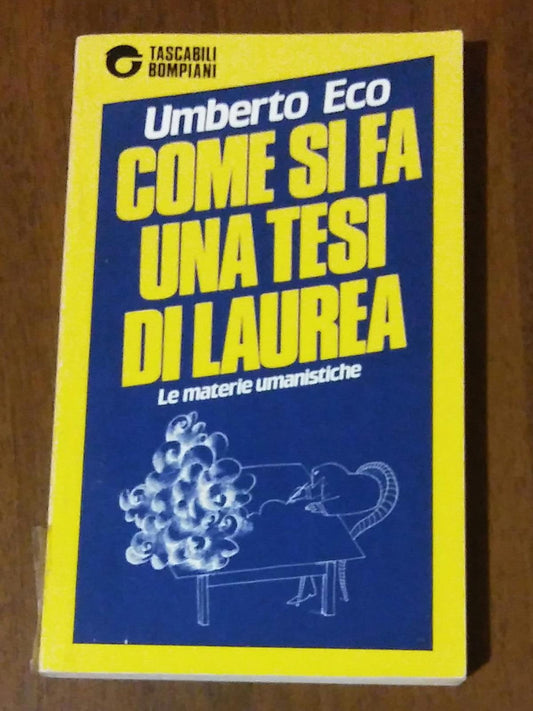 TASCABILI
BOMPIANI
Umberto Eco
COME SI FA
UNA TESI
DI LAUREA
Le materie umanistiche